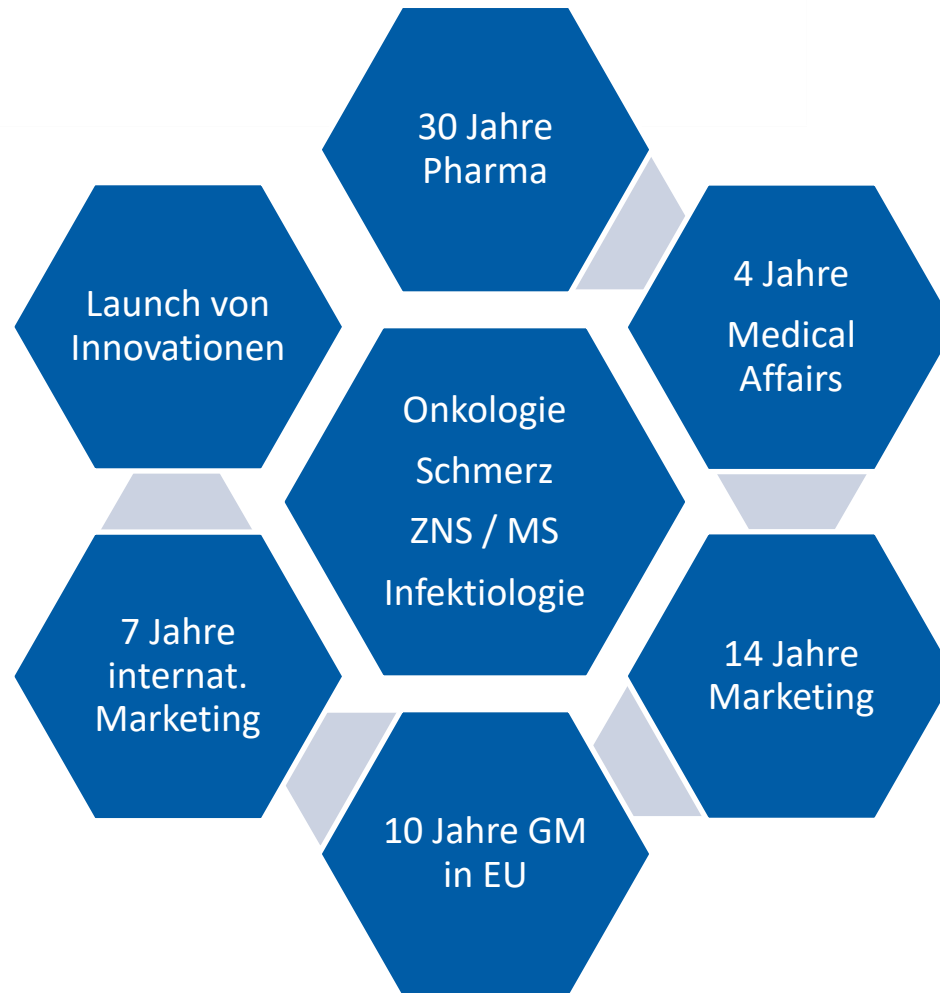 30 Jahre
Pharma
4 Jahre
Medical
Affairs
14 Jahre
Marketing
10 Jahre GM
in EU
7 Jahre
internat.
Marketing
Launch von
Innovationen
Onkologie
Schmerz
ZNS / MS
Infektiologie